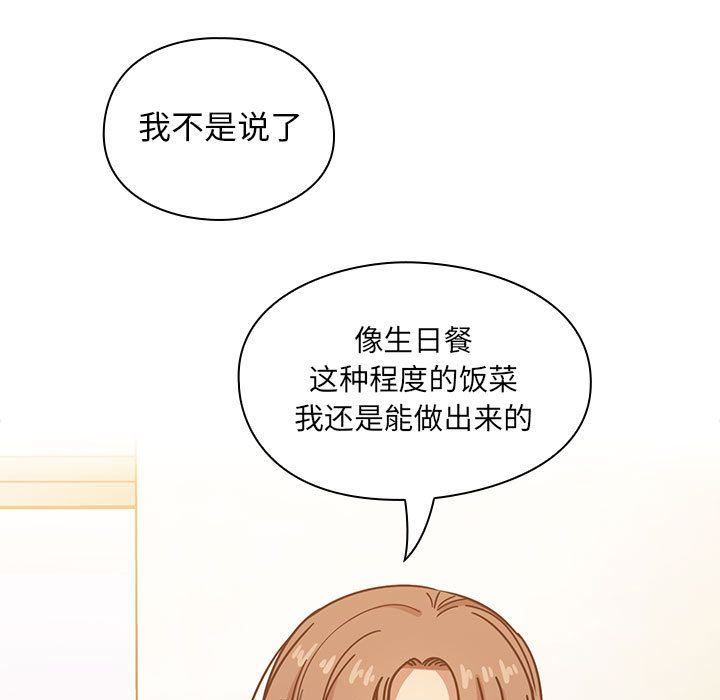 我不是说了
像生日餐
这种程度的饭菜
我还是能做出来的